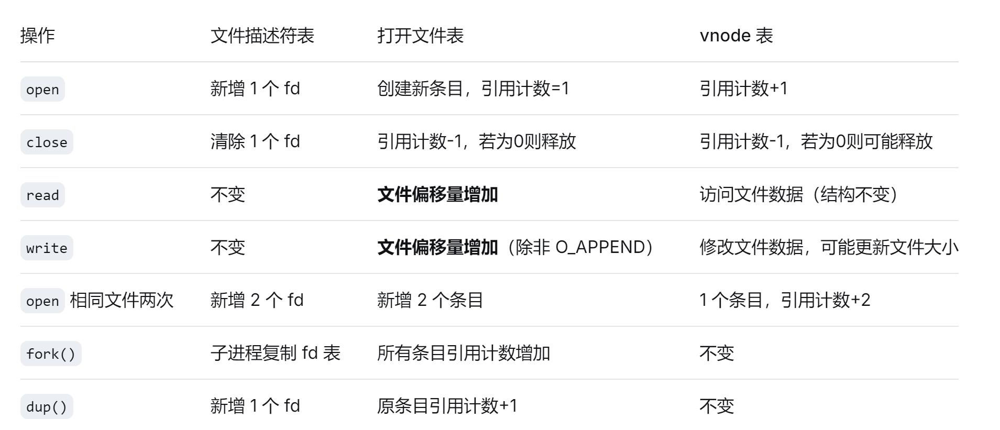 操作 文件描述符表 打开文件表 vnode 表
open 新增 1 个 fd 创建新条目，引用计数=1 引用计数+1
close 清除 1 个 fd 引用计数-1，若为0则释放 引用计数-1，若为0则可能释放
read 不变 文件偏移量增加 访问文件数据（结构不变）
write 不变 文件偏移量增加（除非 O_APPEND） 修改文件数据，可能更新文件大小
open 相同文件两次 新增 2 个 fd 新增 2 个条目 1 个条目，引用计数+2
fork() 子进程复制 fd 表 所有条目引用计数增加 不变
dup() 新增 1 个 fd 原条目引用计数+1 不变